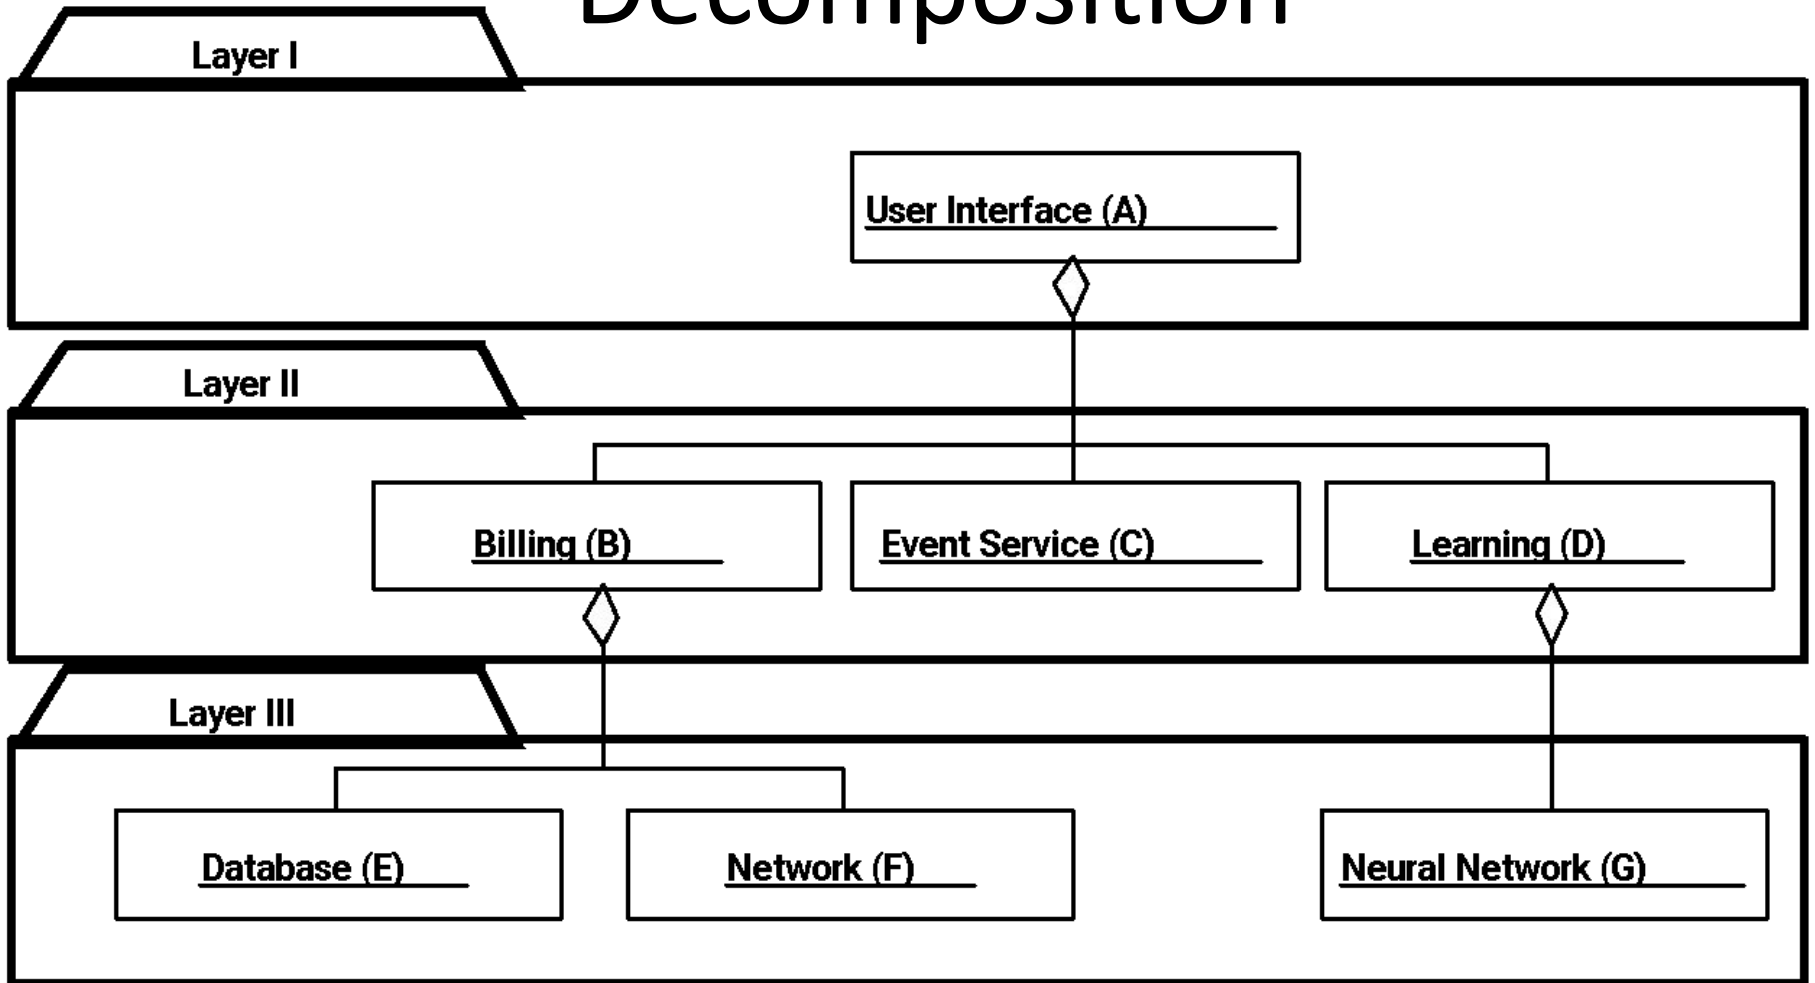 Decomposition
Layer I
User Interface (A)
Layer II
Billing (B)
Event Service (C)
Learning (D)
Layer III
Database (E)
Network (F)
Neural Network (G)